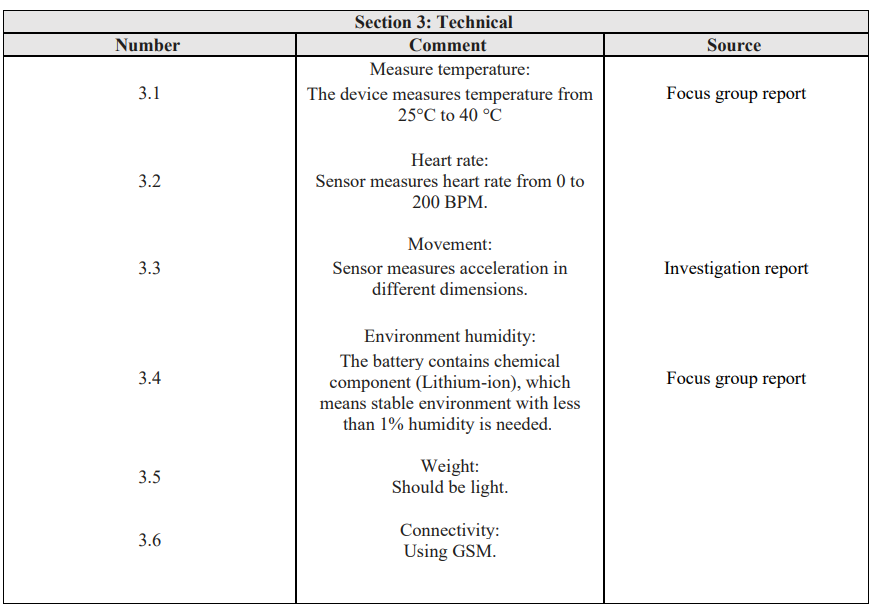 Section 3: Technical
Number Comment Source
Measure temperature:
3.1 The device measures temperature from Focus group report
25°C to 40 °C
Heart rate:
3.2 Sensor measures heart rate from 0 to
200 BPM.
Movement:
3.3 Sensor measures acceleration in Investigation report
different dimensions.
Environment humidity:
The battery contains chemical
3.4 component (Lithium-ion), which Focus group report
means stable environment with less
than 1% humidity is needed.
Weight:
3.5 Should be light.
Connectivity:
3.6 Using GSM.